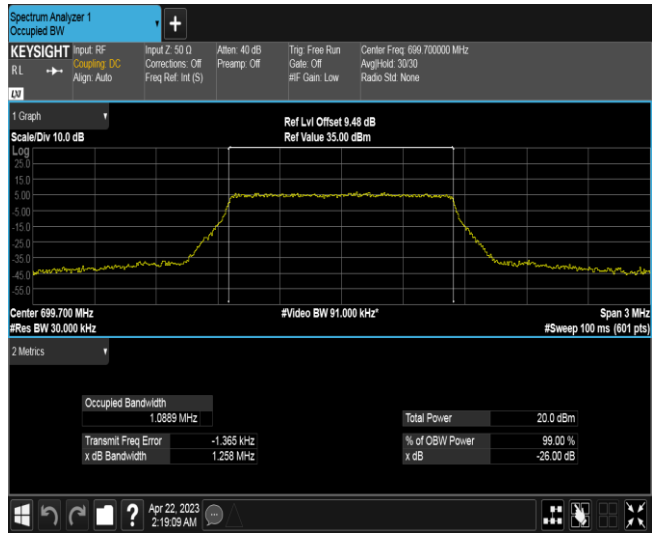 Spectrum Analyzer 1
Occupied BW
+
KEYSIGHT
RL
LXI
Input: RF
Coupling: DC
Align: Auto
Input Z: 50 Ω
Corrections: Off
Freq Ref: Int (S)
Atten: 40 dB
Preamp: Off
Trig: Free Run
Gate: Off
#IF Gain: Low
Center Freq: 699.700000 MHz
Avg|Hold: 30/30
Radio Std: None
1 Graph
Scale/Div 10.0 dB
Ref Lvl Offset 9.48 dB
Ref Value 35.00 dBm
Log
25.0
15.0
5.00
-5.00
-15.0
-25.0
-35.0
-45.0
-55.0
Center 699.700 MHz
#Video BW 91.000 kHz*
Span 3 MHz
#Res BW 30.000 kHz
#Sweep 100 ms (601 pts)
2 Metrics
Occupied Bandwidth
1.0889 MHz
Total Power 20.0 dBm
Transmit Freq Error -1.365 kHz
% of OBW Power 99.00 %
x dB Bandwidth 1.258 MHz
x dB -26.00 dB
?
Apr 22, 2023
2:19:09 AM